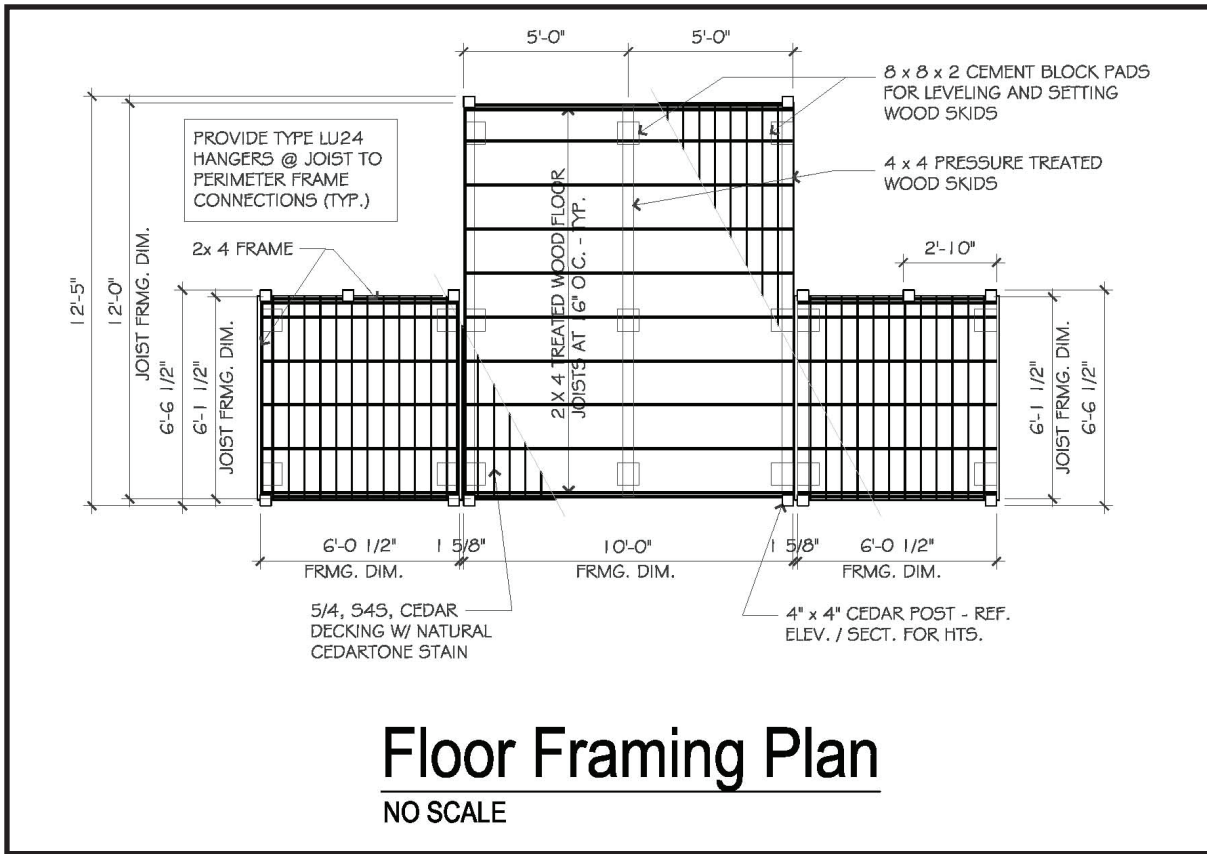 5'-0"
5'-0"
8 x 8 x 2 CEMENT BLOCK PADS
FOR LEVELING AND SETTING
WOOD SKIDS
PROVIDE TYPE LU24
HANGERS @ JOIST TO
PERIMETER FRAME
CONNECTIONS (TYP.)
4 x 4 PRESSURE TREATED
WOOD SKIDS
2x 4 FRAME
2'-10"
12'-5"
12'-0"
JOIST FRMG. DIM.
6'-6 1/2"
6'-1 1/2"
JOIST FRMG. DIM.
2 X 4 TREATED WOOD FLOOR
JOISTS AT 16" O.C. - TYP.
6'-1 1/2"
JOIST FRMG. DIM.
6'-6 1/2"
6'-0 1/2"
FRMG. DIM.
1 5/8"
10'-0"
FRMG. DIM.
1 5/8"
6'-0 1/2"
FRMG. DIM.
5/4, S4S, CEDAR
DECKING W/ NATURAL
CEDARTONE STAIN
4" x 4" CEDAR POST - REF.
ELEV. / SECT. FOR HTS.
Floor Framing Plan
NO SCALE